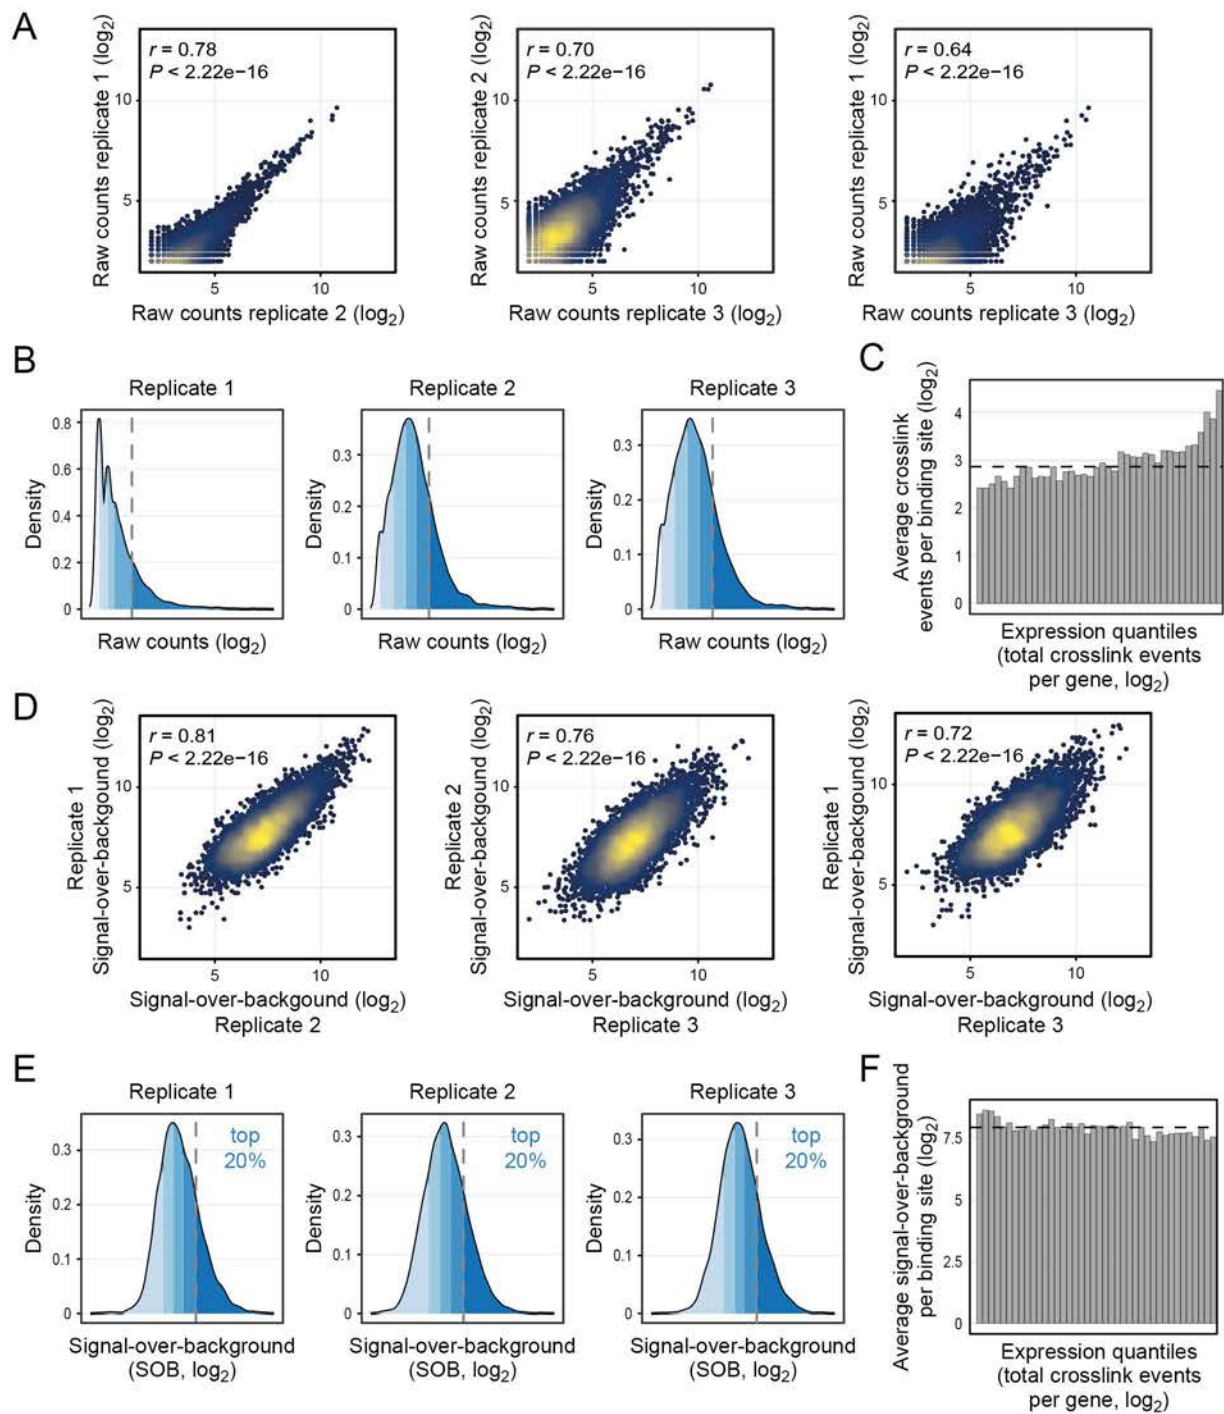 A
Raw counts replicate 1 (log2)
r = 0.78
P < 2.22e−16
10
5
5
10
Raw counts replicate 2 (log2)
Raw counts replicate 2 (log2)
r = 0.70
P < 2.22e−16
10
5
5
10
Raw counts replicate 3 (log2)
Raw counts replicate 1 (log2)
r = 0.64
P < 2.22e−16
10
5
5
10
Raw counts replicate 3 (log2)
B
Replicate 1
Density
0.8
0.6
0.4
0.2
0
Raw counts (log2)
Replicate 2
Density
0.3
0.2
0.1
0
Raw counts (log2)
Replicate 3
Density
0.3
0.2
0.1
0
Raw counts (log2)
C
Average crosslink
events per binding site (log2)
4
3
2
1
0
Expression quantiles
(total crosslink events
per gene, log2)
D
Replicate 1
Signal-over-backgound (log2)
r = 0.81
P < 2.22e−16
10
5
5
10
Signal-over-backgound (log2)
Replicate 2
Replicate 2
Signal-over-background (log2)
r = 0.76
P < 2.22e−16
10
5
5
10
Signal-over-background (log2)
Replicate 3
Replicate 1
Signal-over-background (log2)
r = 0.72
P < 2.22e−16
10
5
5
10
Signal-over-background (log2)
Replicate 3
E
Replicate 1
Density
0.3
0.2
0.1
0
top
20%
Signal-over-background
(SOB, log2)
Replicate 2
Density
0.3
0.2
0.1
0
top
20%
Signal-over-background
(SOB, log2)
Replicate 3
Density
0.3
0.2
0.1
0
top
20%
Signal-over-background
(SOB, log2)
F
Average signal-over-background
per binding site (log2)
7.5
5
2.5
0
Expression quantiles
(total crosslink events
per gene, log2)